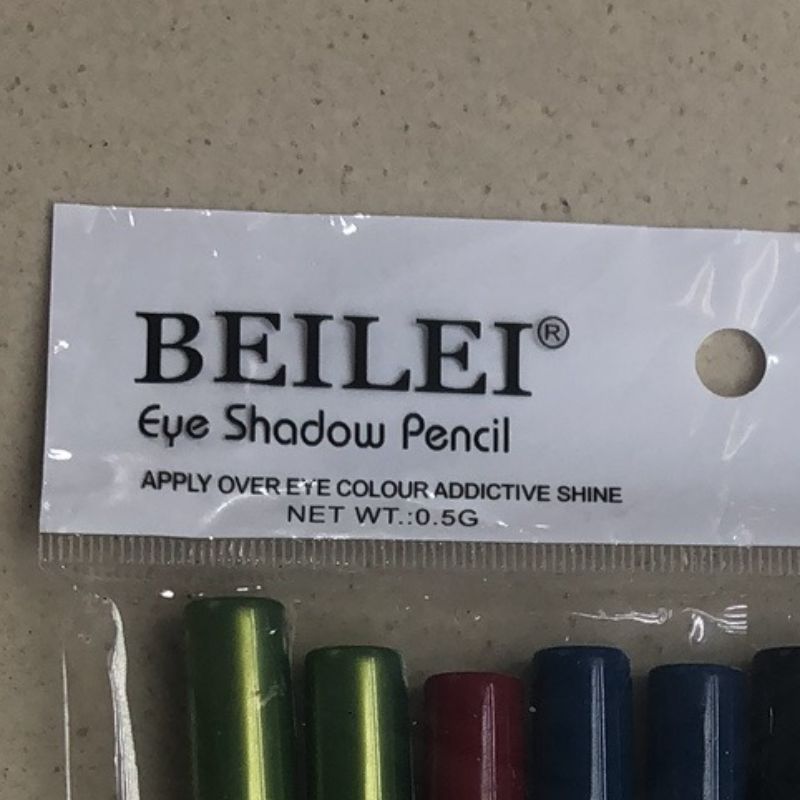 BEILEI®
Eye Shadow Pencil
APPLY OVER EYE COLOUR ADDICTIVE SHINE
NET WT.:0.5G